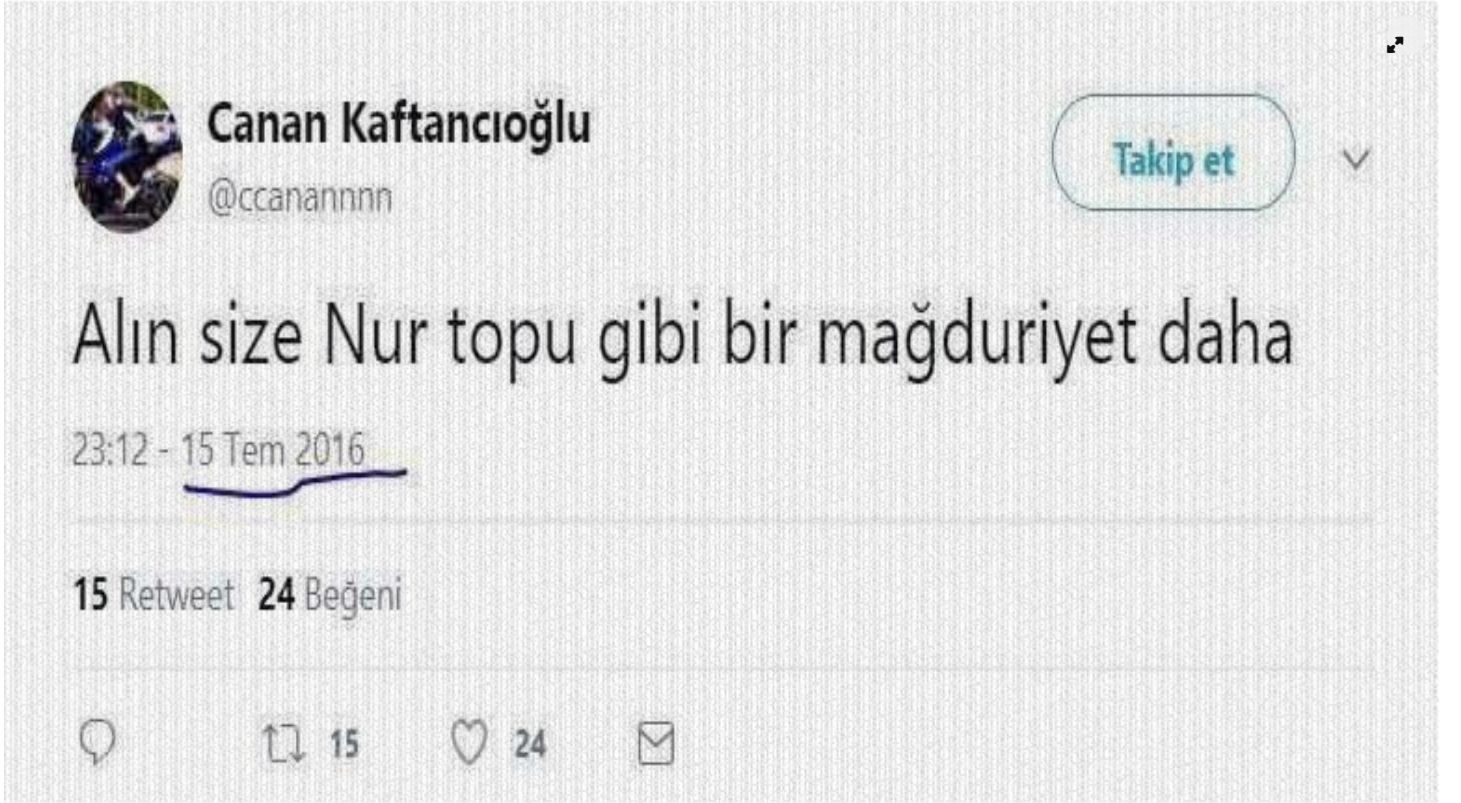 Canan Kaftancıoğlu
@ccanannnn
Takip et
Alın size Nur topu gibi bir mağduriyet daha
23:12 - 15 Tem 2016
15 Retweet 24 Beğeni
15 24